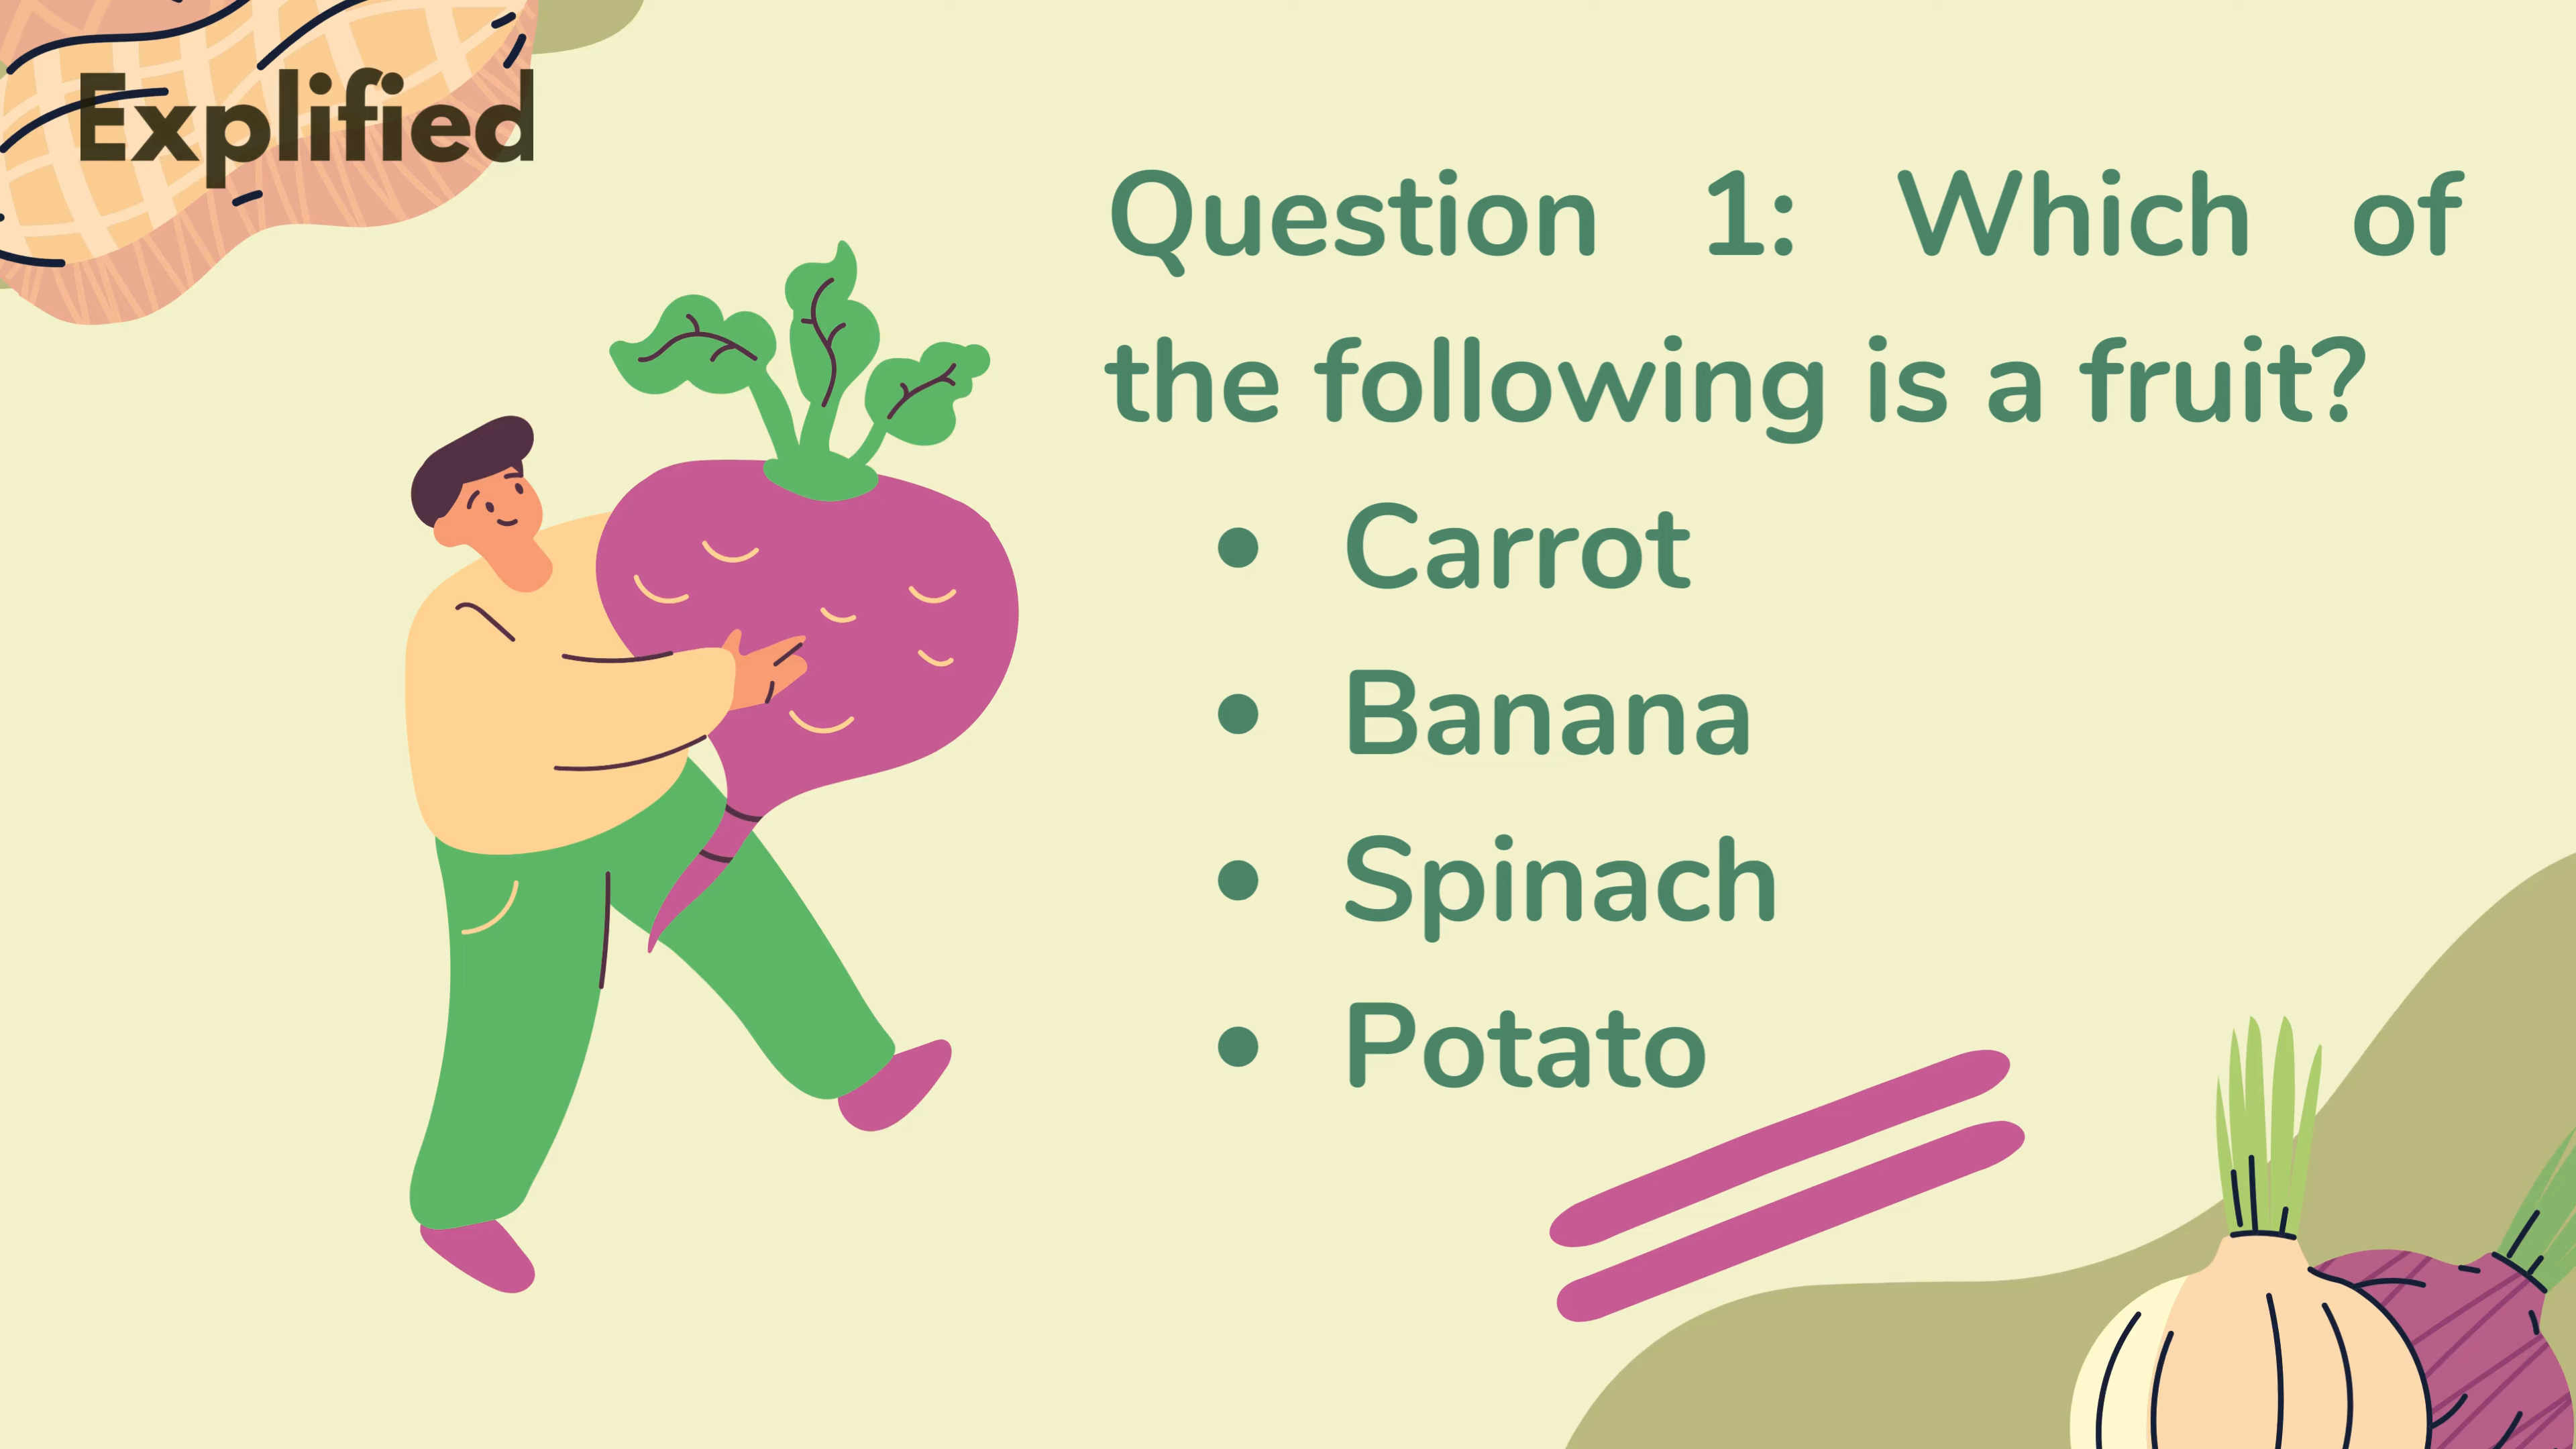 Explified
Question 1: Which of
the following is a fruit?
• Carrot
• Banana
• Spinach
• Potato